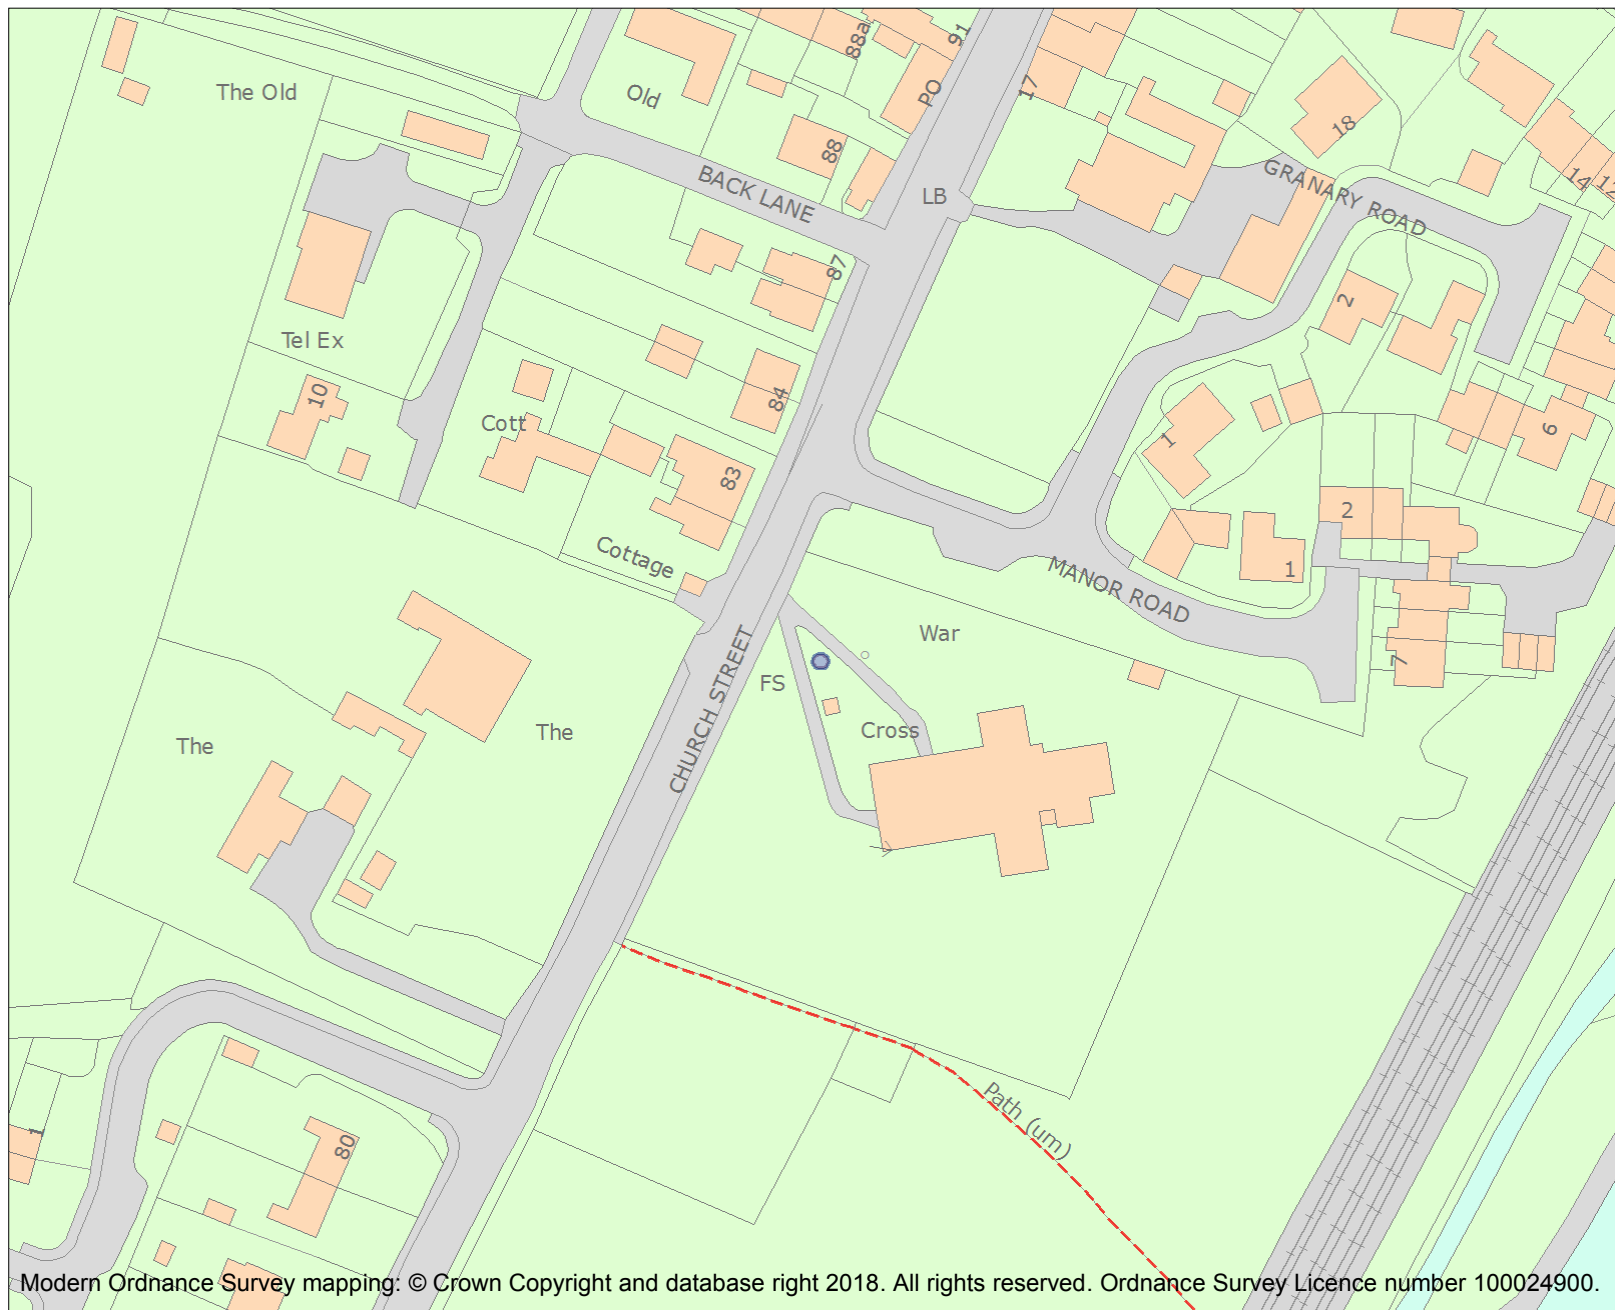 91
88a
The Old
Old
PO
17
18
88
14
12
BACK LANE
LB
GRANARY ROAD
87
2
Tel Ex
10
84
Cott
1
6
83
2
Cottage
1
MANOR ROAD
War
7
CHURCH STREET
FS
The
The
Cross
Path (um)
1
80
Modern Ordnance Survey mapping: © Crown Copyright and database right 2018. All rights reserved. Ordnance Survey Licence number 100024900.